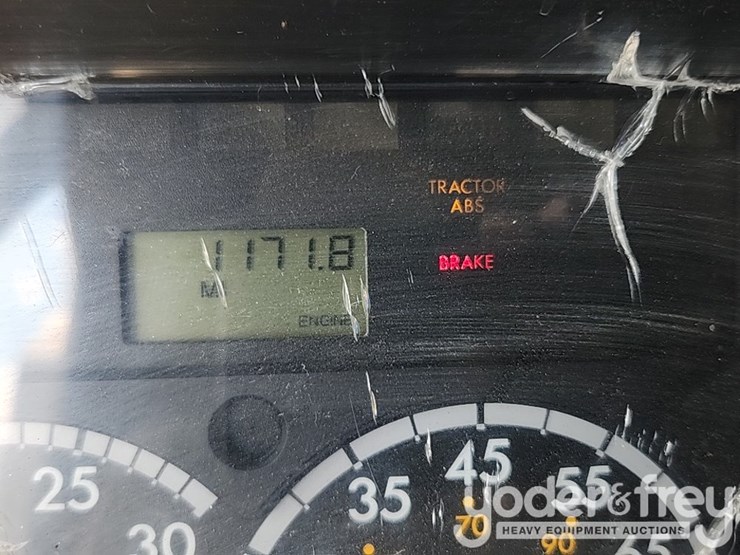 TRACTOR
ABS
1171.8
BRAKE
MI
ENGINE
25
30
35
45
55
65
70
90
yoder&frey
HEAVY EQUIPMENT AUCTIONS